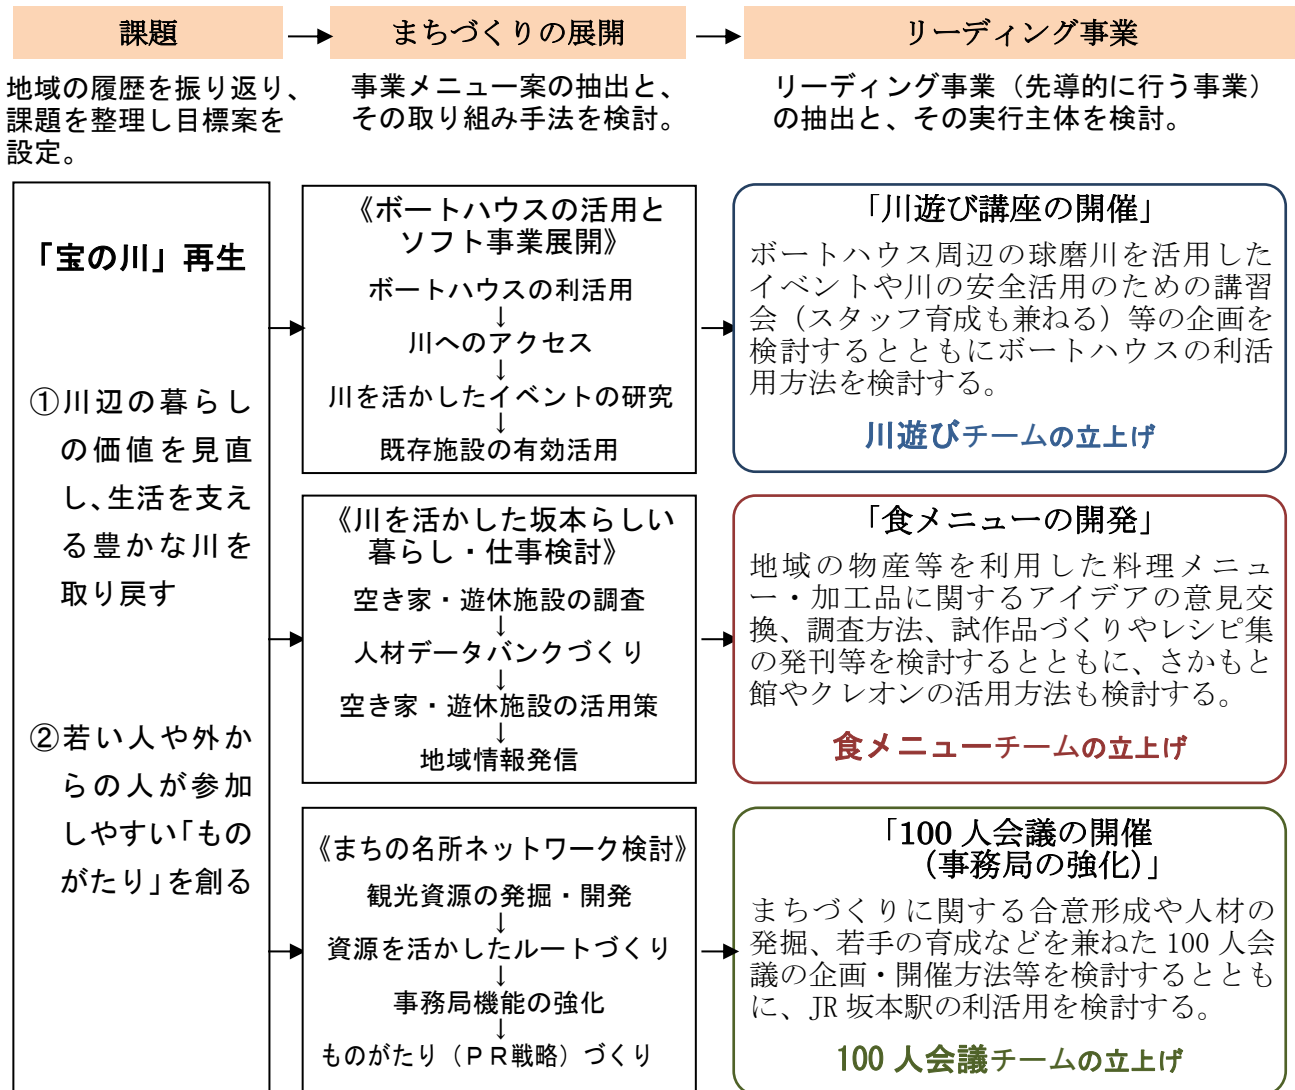 課題
→
まちづくりの展開
→
リーディング事業
地域の履歴を振り返り、
課題を整理し目標案を
設定。
事業メニュー案の抽出と、
その取り組み手法を検討。
リーディング事業（先導的に行う事業）
の抽出と、その実行主体を検討。
「宝の川」再生
①川辺の暮らし
の価値を見直
し、生活を支え
る豊かな川を
取り戻す
②若い人や外か
らの人が参加
しやすい「もの
がたり」を創る
《ボートハウスの活用と
ソフト事業展開》
ボートハウスの利活用
↓
川へのアクセス
↓
川を活かしたイベントの研究
↓
既存施設の有効活用
「川遊び講座の開催」
ボートハウス周辺の球磨川を活用した
イベントや川の安全活用のための講習
会（スタッフ育成も兼ねる）等の企画を
検討するとともにボートハウスの利活
用方法を検討する。
川遊びチームの立上げ
《川を活かした坂本らしい
暮らし・仕事検討》
空き家・遊休施設の調査
↓
人材データバンクづくり
↓
空き家・遊休施設の活用策
↓
地域情報発信
「食メニューの開発」
地域の物産等を利用した料理メニュ
ー・加工品に関するアイデアの意見交
換、調査方法、試作品づくりやレシピ集
の発刊等を検討するとともに、さかもと
館やクレオンの活用方法も検討する。
食メニューチームの立上げ
《まちの名所ネットワーク検討》
観光資源の発掘・開発
↓
資源を活かしたルートづくり
↓
事務局機能の強化
↓
ものがたり（ＰＲ戦略）づくり
「100 人会議の開催
（事務局の強化）」
まちづくりに関する合意形成や人材の
発掘、若手の育成などを兼ねた 100 人会
議の企画・開催方法等を検討するととも
に、JR 坂本駅の利活用を検討する。
100 人会議チームの立上げ